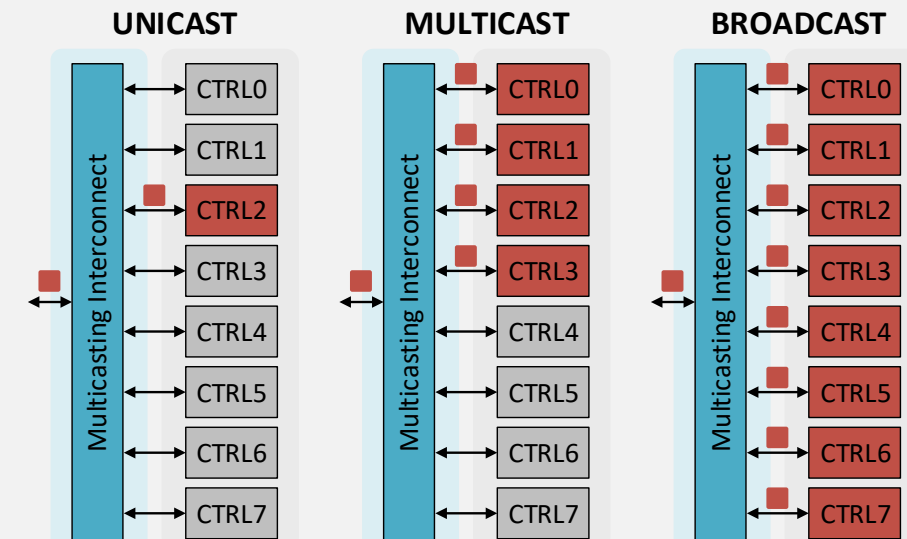 UNICAST
Multicasting Interconnect
CTRL0
CTRL1
CTRL2
CTRL3
CTRL4
CTRL5
CTRL6
CTRL7
MULTICAST
Multicasting Interconnect
CTRL0
CTRL1
CTRL2
CTRL3
CTRL4
CTRL5
CTRL6
CTRL7
BROADCAST
Multicasting Interconnect
CTRL0
CTRL1
CTRL2
CTRL3
CTRL4
CTRL5
CTRL6
CTRL7